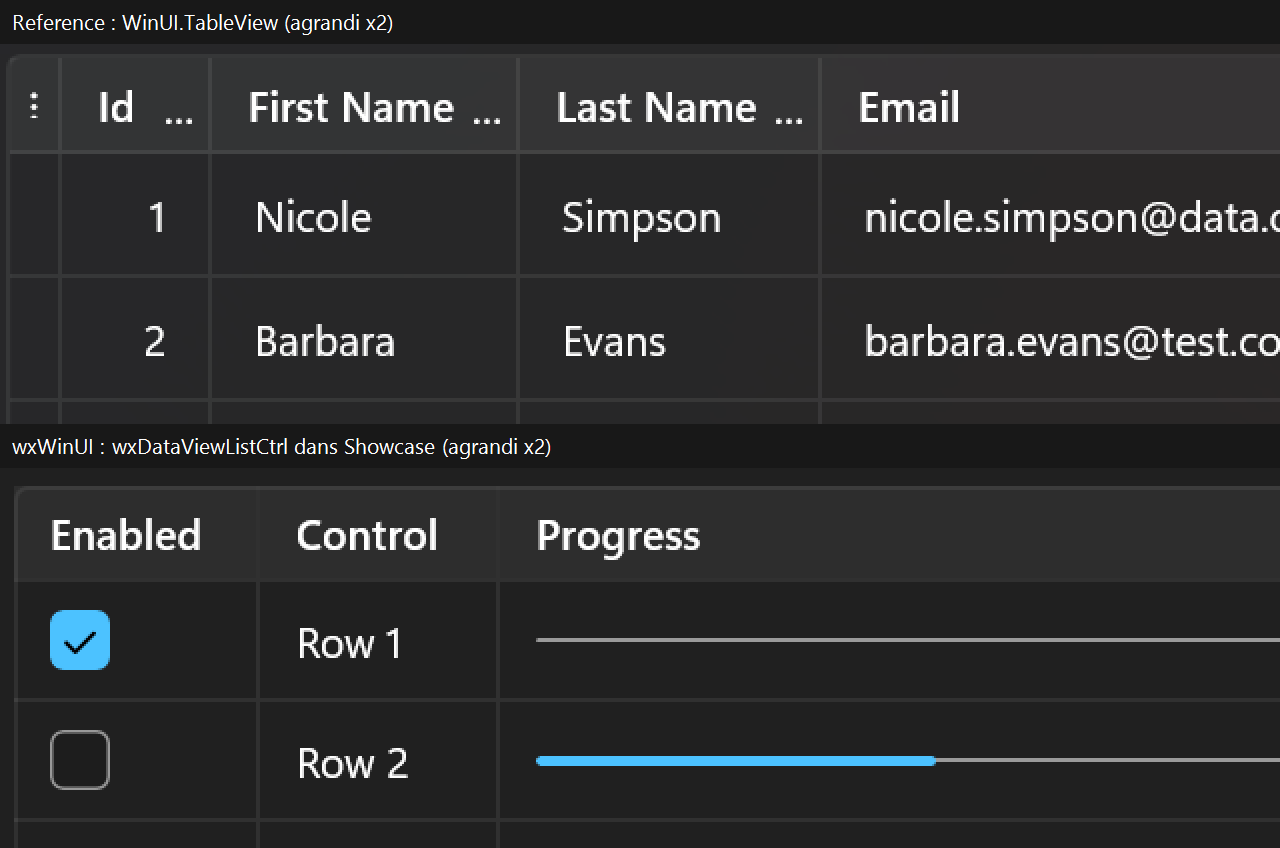 Reference : WinUI.TableView (agrandi x2)
⋮ Id ... First Name ... Last Name ... Email
1 Nicole Simpson nicole.simpson@data.c
2 Barbara Evans barbara.evans@test.co
wxWinUI : wxDataViewListCtrl dans Showcase (agrandi x2)
Enabled Control Progress
Row 1
Row 2